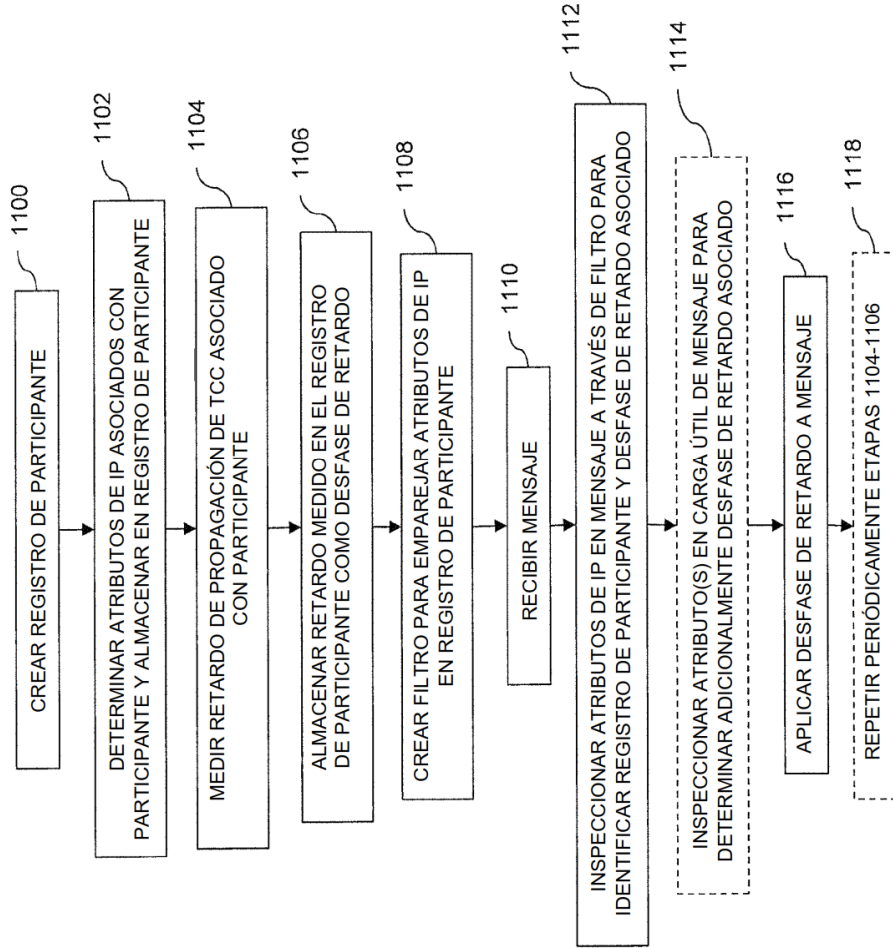 1100
CREAR REGISTRO DE PARTICIPANTE
1102
DETERMINAR ATRIBUTOS DE IP ASOCIADOS CON
PARTICIPANTE Y ALMACENAR EN REGISTRO DE PARTICIPANTE
1104
MEDIR RETARDO DE PROPAGACIÓN DE TCC ASOCIADO
CON PARTICIPANTE
1106
ALMACENAR RETARDO MEDIDO EN EL REGISTRO
DE PARTICIPANTE COMO DESFASE DE RETARDO
1108
CREAR FILTRO PARA EMPAREJAR ATRIBUTOS DE IP
EN REGISTRO DE PARTICIPANTE
1110
RECIBIR MENSAJE
1112
INSPECCIONAR ATRIBUTOS DE IP EN MENSAJE A TRAVÉS DE FILTRO PARA
IDENTIFICAR REGISTRO DE PARTICIPANTE Y DESFASE DE RETARDO ASOCIADO
1114
INSPECCIONAR ATRIBUTO(S) EN CARGA ÚTIL DE MENSAJE PARA
DETERMINAR ADICIONALMENTE DESFASE DE RETARDO ASOCIADO
1116
APLICAR DESFASE DE RETARDO A MENSAJE
1118
REPETIR PERIÓDICAMENTE ETAPAS 1104-1106